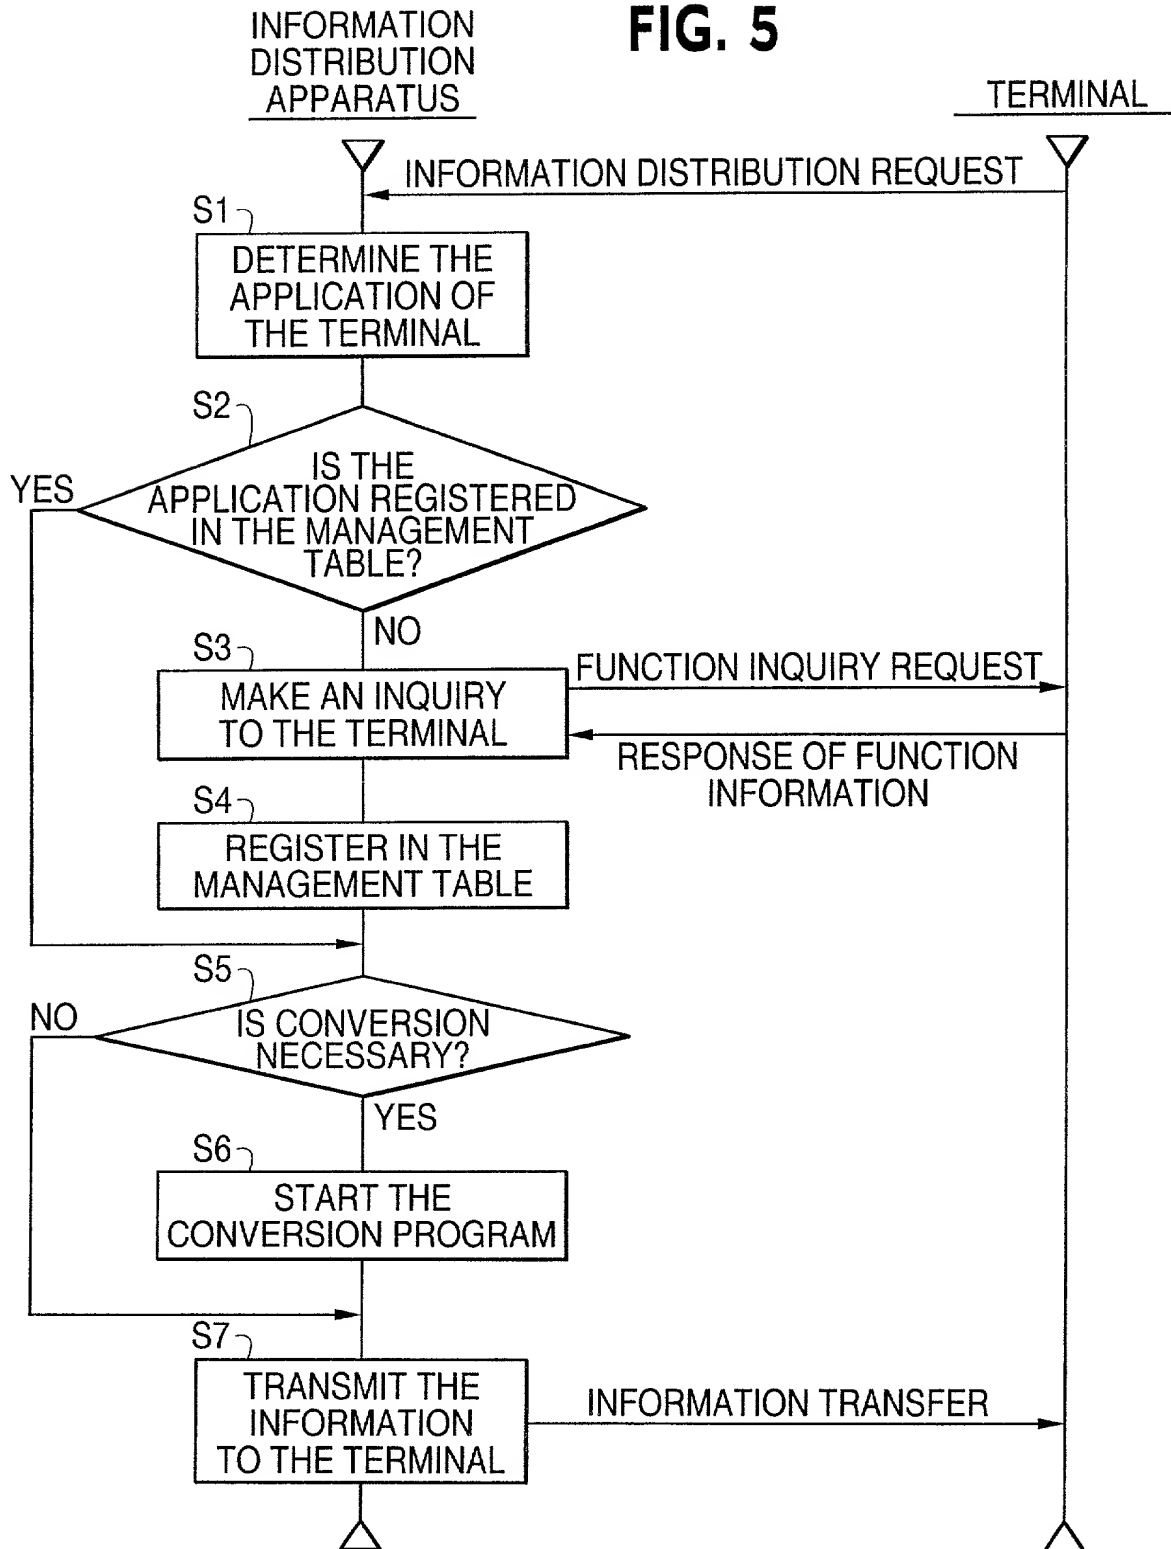 FIG. 5
INFORMATION
DISTRIBUTION
APPARATUS
TERMINAL
INFORMATION DISTRIBUTION REQUEST
S1
DETERMINE THE
APPLICATION OF
THE TERMINAL
S2
IS THE
APPLICATION REGISTERED
IN THE MANAGEMENT
TABLE?
YES
NO
S3
MAKE AN INQUIRY
TO THE TERMINAL
FUNCTION INQUIRY REQUEST
RESPONSE OF FUNCTION
INFORMATION
S4
REGISTER IN THE
MANAGEMENT TABLE
S5
IS CONVERSION
NECESSARY?
NO
YES
S6
START THE
CONVERSION PROGRAM
S7
TRANSMIT THE
INFORMATION
TO THE TERMINAL
INFORMATION TRANSFER